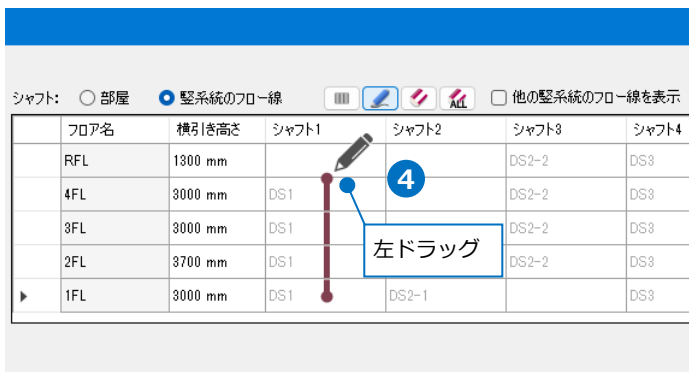 シャフト: 部屋 竪系統のフロー線 ALL 他の竪系統のフロー線を表示
フロア名 横引き高さ シャフト1 シャフト2 シャフト3 シャフト4
RFL 1300 mm DS2-2 DS3
4FL 3000 mm DS1 4 DS2-2 DS3
3FL 3000 mm DS1 左ドラッグ DS2-2 DS3
2FL 3700 mm DS1 DS2-2 DS3
1FL 3000 mm DS1 DS2-1 DS3